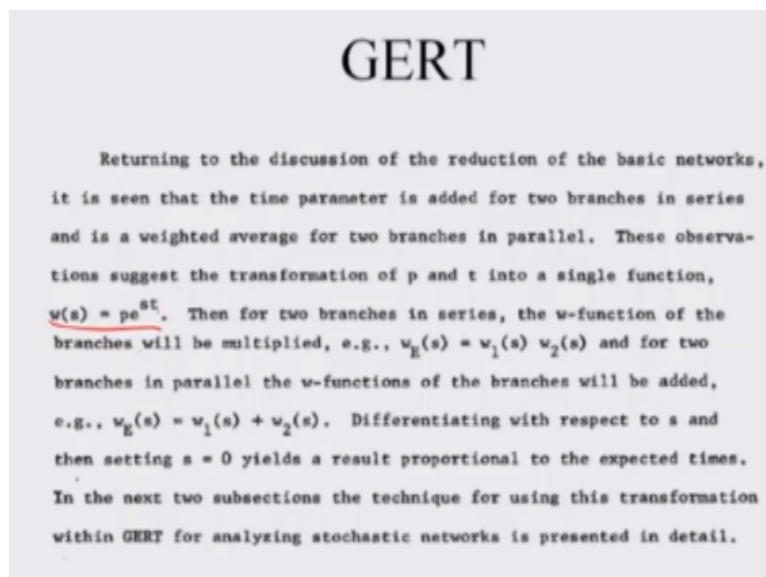 GERT
Returning to the discussion of the reduction of the basic networks,
it is seen that the time parameter is added for two branches in series
and is a weighted average for two branches in parallel. These observa-
tions suggest the transformation of p and t into a single function,
w(s) = pe^st. Then for two branches in series, the w-function of the
branches will be multiplied, e.g., w_E(s) = w_1(s) w_2(s) and for two
branches in parallel the w-functions of the branches will be added,
e.g., w_E(s) = w_1(s) + w_2(s). Differentiating with respect to s and
then setting s = 0 yields a result proportional to the expected times.
In the next two subsections the technique for using this transformation
within GERT for analyzing stochastic networks is presented in detail.